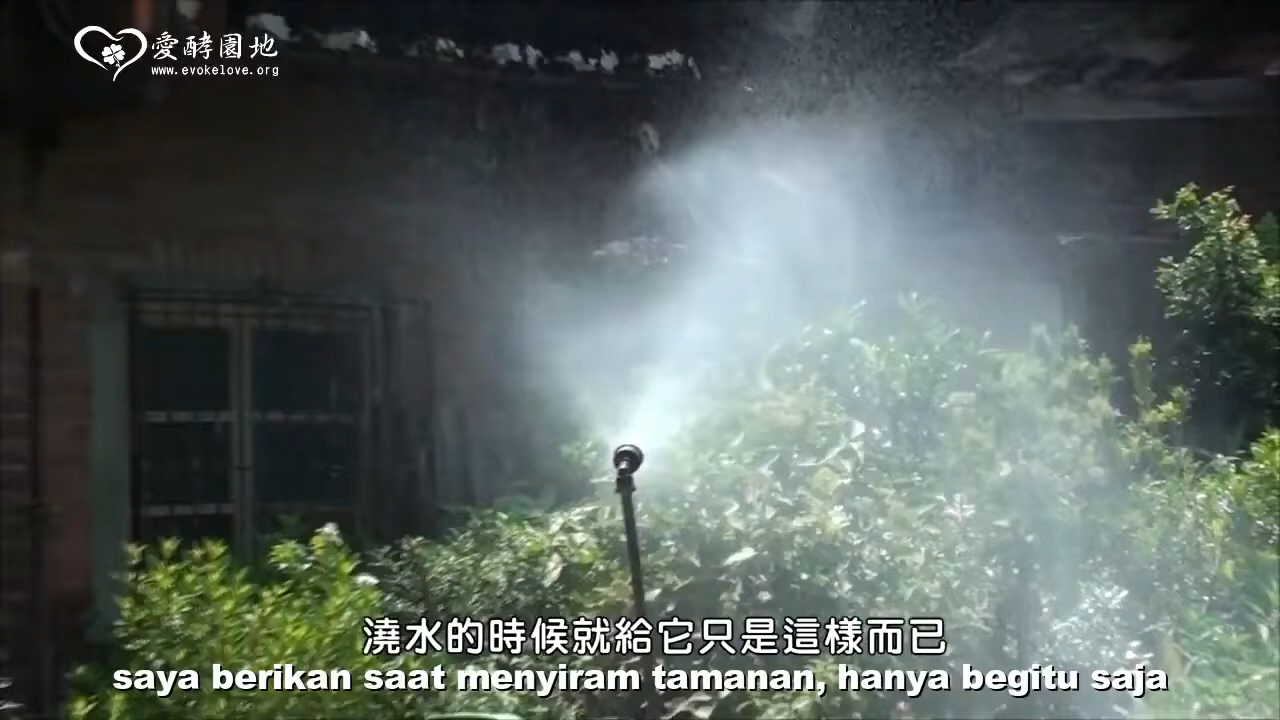 愛酵園地
www.evokelove.org
澆水的時候就給它只是這樣而已
saya berikan saat menyiram tamanan, hanya begitu saja